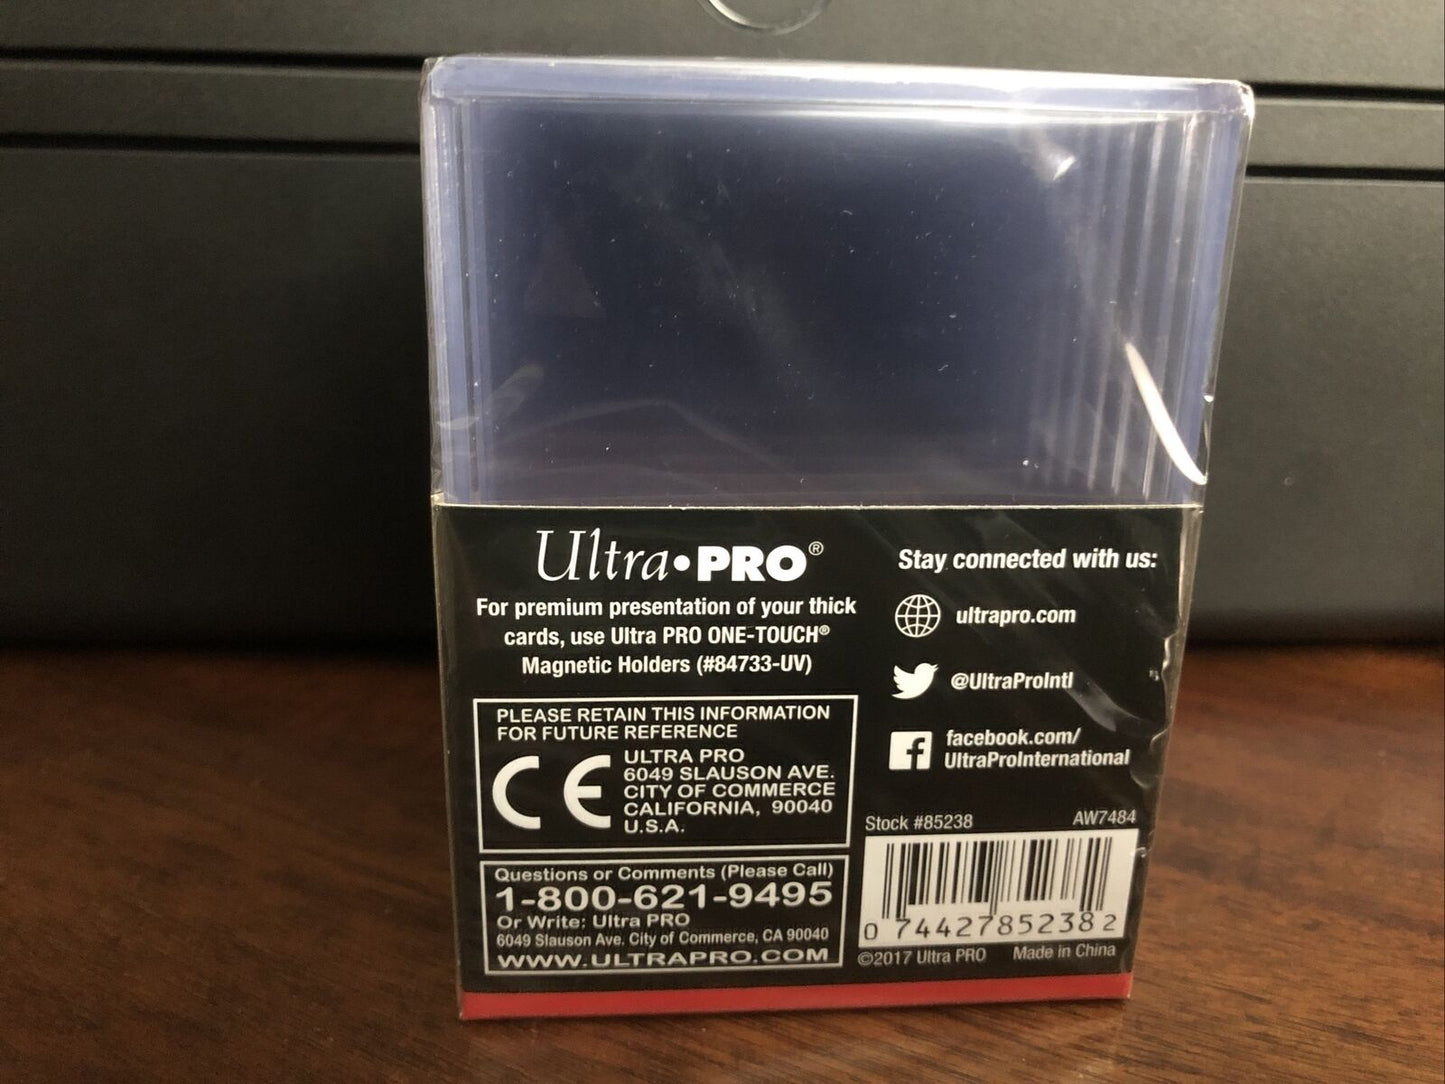 Ultra•PRO®
For premium presentation of your thick
cards, use Ultra PRO ONE-TOUCH®
Magnetic Holders (#84733-UV)
PLEASE RETAIN THIS INFORMATION
FOR FUTURE REFERENCE
CE
ULTRA PRO
6049 SLAUSON AVE.
CITY OF COMMERCE
CALIFORNIA, 90040
U.S.A.
Questions or Comments (Please Call)
1-800-621-9495
Or Write: Ultra PRO
6049 Slauson Ave. City of Commerce, CA 90040
WWW.ULTRAPRO.COM
Stay connected with us:
ultrapro.com
@UltraProIntl
facebook.com/
UltraProInternational
Stock #85238 AW7484
0 74427 85238 2
©2017 Ultra PRO Made in China